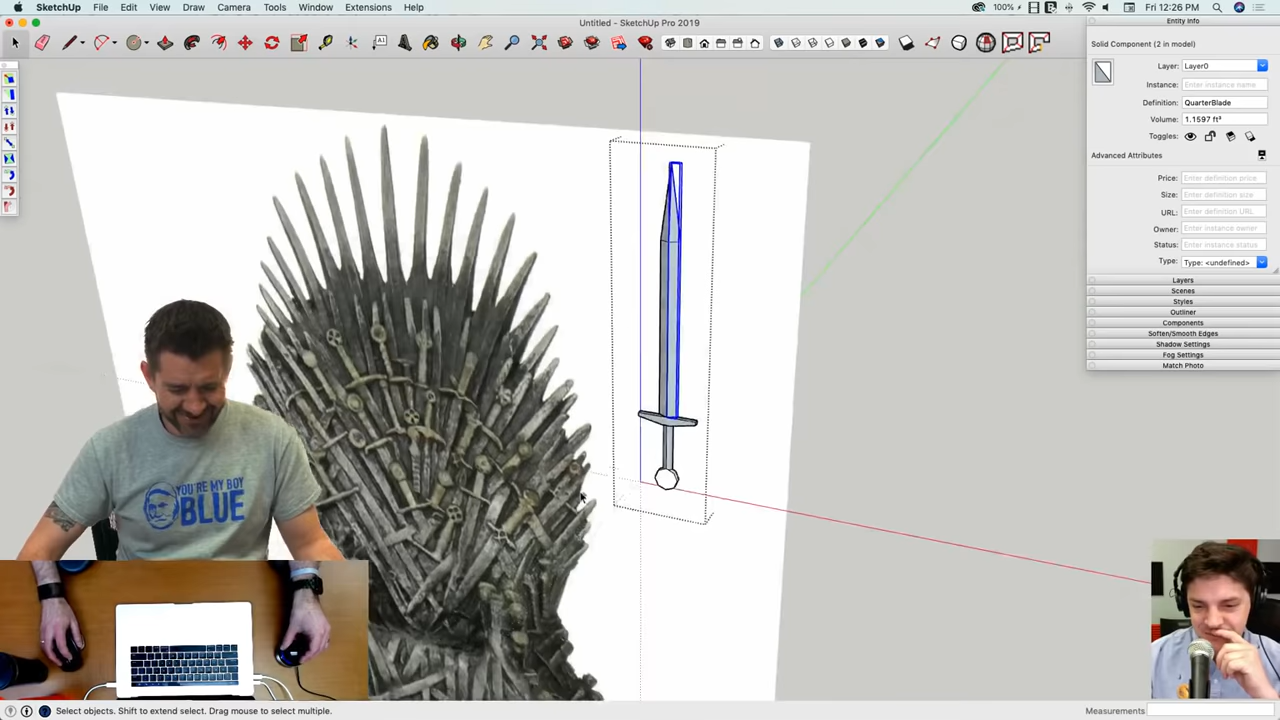 SketchUp File Edit View Draw Camera Tools Window Extensions Help
100% Fri 12:26 PM
Untitled - SketchUp Pro 2019
Entity Info
Solid Component (2 in model)
Layer: Layer0
Instance: Enter instance name
Definition: QuarterBlade
Volume: 1.1597 ft³
Toggles:
Advanced Attributes
Price: Enter definition price
Size: Enter definition size
URL: Enter definition URL
Owner: Enter instance owner
Status: Enter instance status
Type: Type: <undefined>
Layers
Scenes
Styles
Outliner
Components
Soften/Smooth Edges
Shadow Settings
Fog Settings
Match Photo
YOU'RE MY BOY
BLUE
Select objects. Shift to extend select. Drag mouse to select multiple.
Measurements